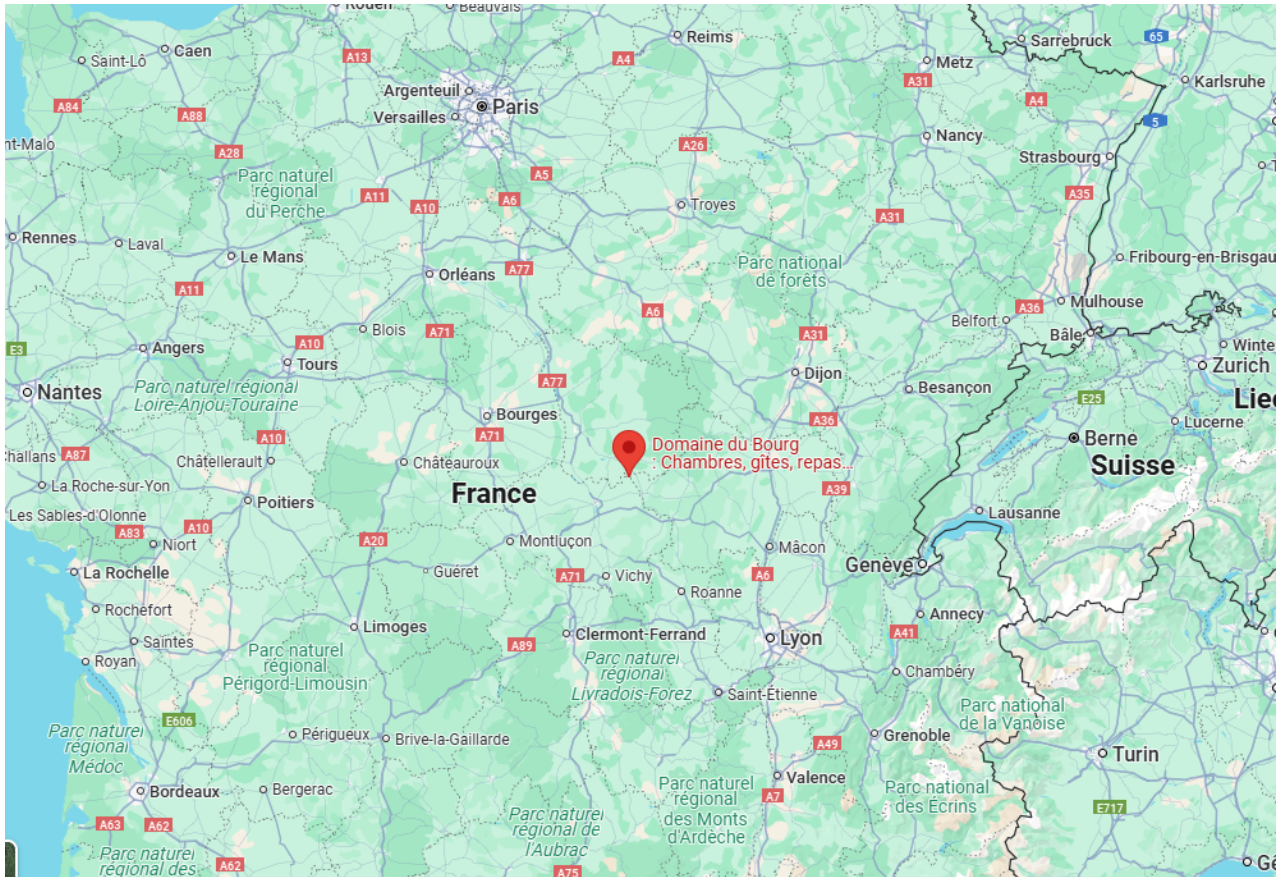 Rouen
Beauvais
Caen
Saint-Lô
A13
Reims
A4
Metz
Sarrebruck
65
A31
A4
Karlsruhe
Argenteuil
Paris
Versailles
A84
A88
5
nt-Malo
A28
A26
Nancy
Strasbourg
Parc naturel
régional
du Perche
A11
A10
A5
A6
Troyes
A31
A35
Rennes
Laval
Le Mans
Orléans
A77
Parc national
de forêts
Fribourg-en-Brisgau
A11
Blois
A71
A6
A31
Belfort
A36
Mulhouse
Bâle
E3
Angers
A10
Tours
Winte
Zurich
Nantes
Parc naturel régional
Loire-Anjou-Touraine
A77
Dijon
Besançon
E25
Liec
Bourges
A71
A36
Lucerne
Berne
Suisse
A10
Challans
A87
Châtellerault
Châteauroux
Domaine du Bourg
: Chambres, gîtes, repas...
La Roche-sur-Yon
Poitiers
France
A39
Lausanne
Les Sables-d'Olonne
A83
A10
Niort
A20
Montluçon
Mâcon
Genève
La Rochelle
Guéret
A71
Vichy
A6
Roanne
Rochefort
Saintes
Limoges
A89
Clermont-Ferrand
Lyon
A41
Annecy
Royan
Parc naturel
régional
Périgord-Limousin
Parc naturel
régional
Livradois-Forez
Saint-Étienne
Chambéry
E606
Parc naturel
régional
Médoc
Périgueux
Brive-la-Gaillarde
Parc national
de la Vanoise
A49
Grenoble
Turin
Bordeaux
Bergerac
Valence
A7
Parc naturel
régional
des Monts
d'Ardèche
Parc national
des Écrins
E717
A63
A62
Parc naturel
régional de
l'Aubrac
Parc naturel
régional des
A62
A75
Gé